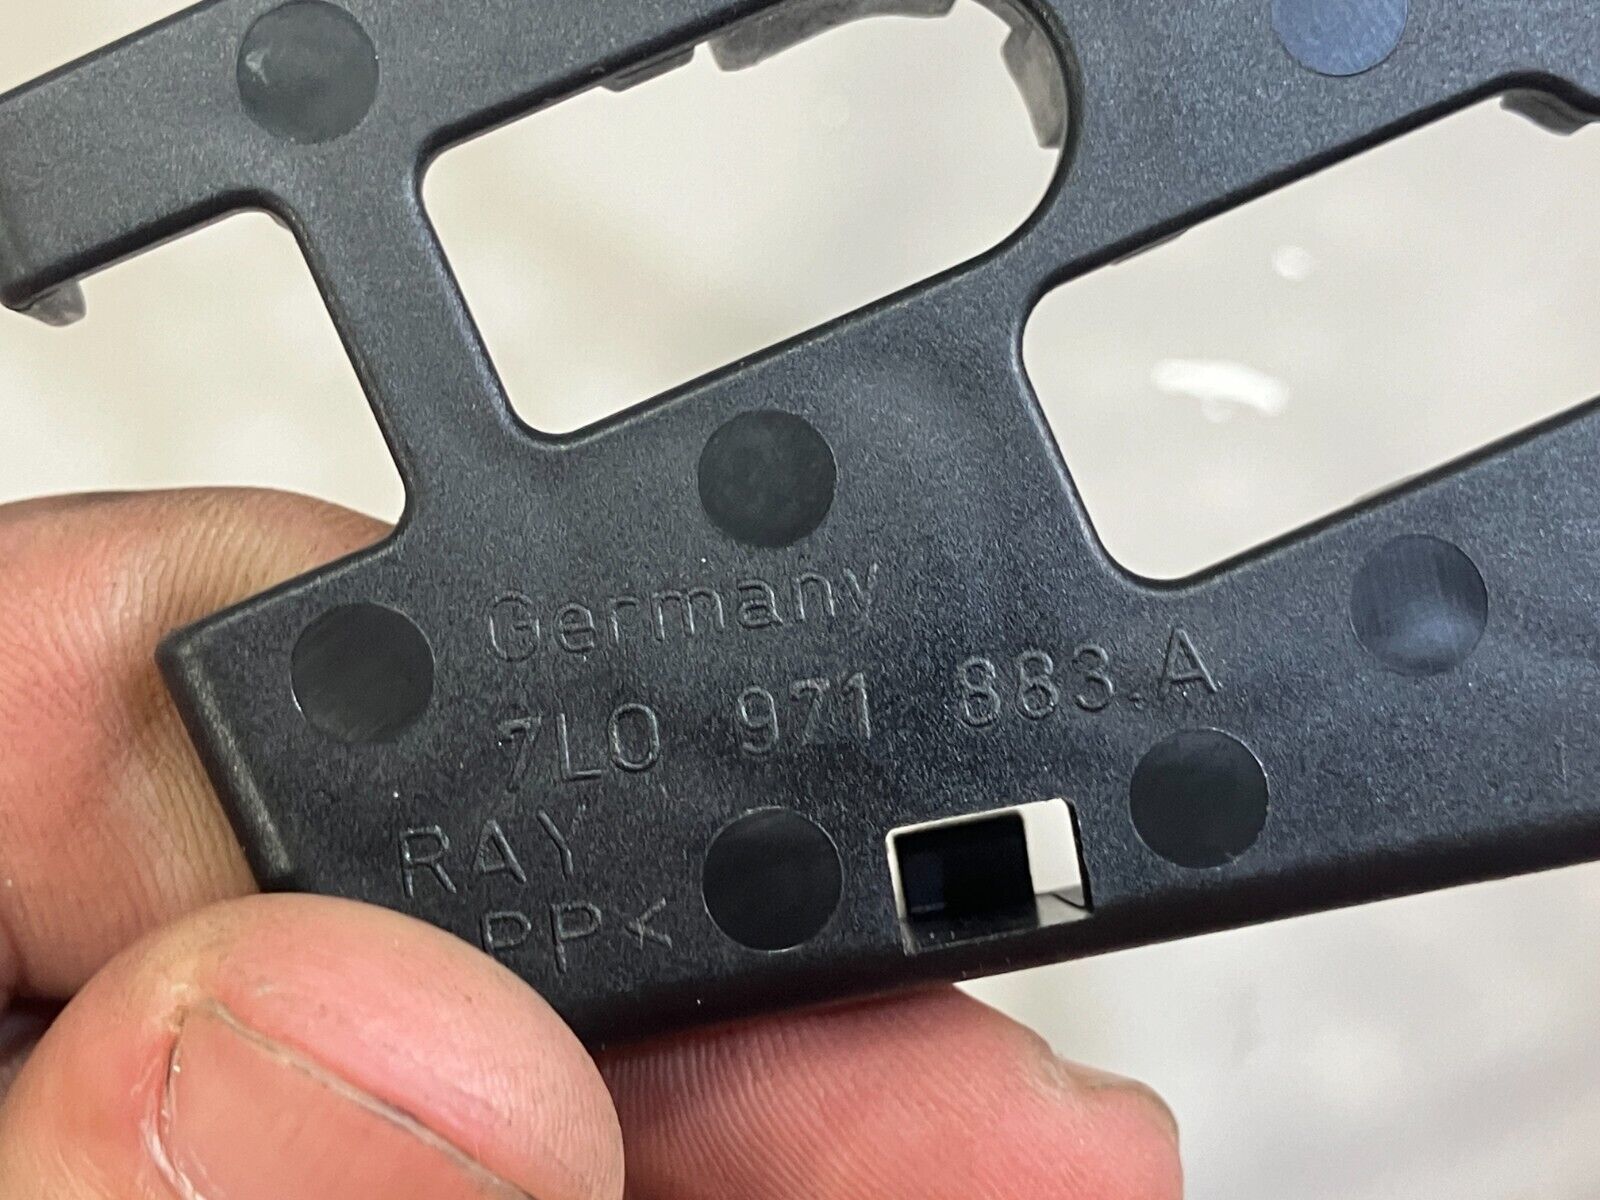 Germany
7L0 971 883.A
RAY
PP<